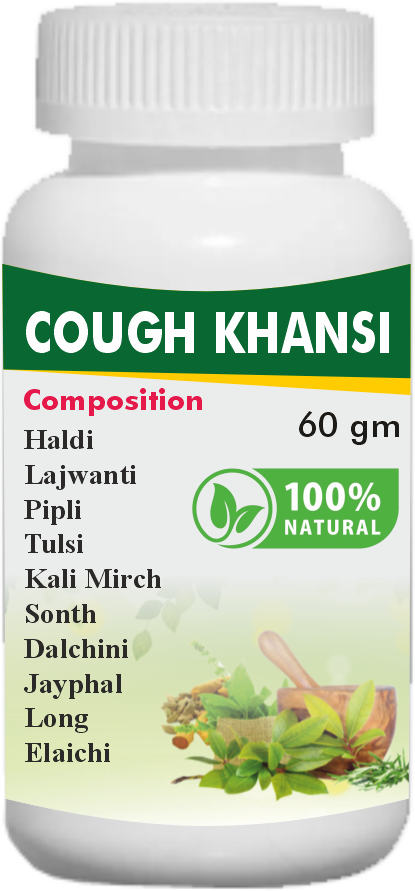 COUGH KHANSI
Composition
60 gm
Haldi
Lajwanti
Pipli
Tulsi
Kali Mirch
Sonth
Dalchini
Jayphal
Long
Elaichi
100%
NATURAL